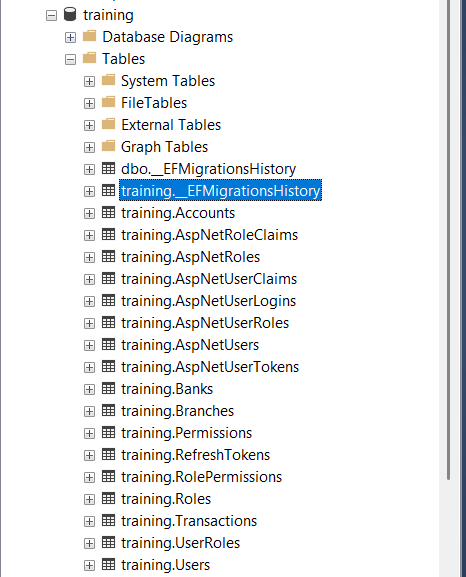 training
Database Diagrams
Tables
System Tables
FileTables
External Tables
Graph Tables
dbo.__EFMigrationsHistory
training.__EFMigrationsHistory
training.Accounts
training.AspNetRoleClaims
training.AspNetRoles
training.AspNetUserClaims
training.AspNetUserLogins
training.AspNetUserRoles
training.AspNetUsers
training.AspNetUserTokens
training.Banks
training.Branches
training.Permissions
training.RefreshTokens
training.RolePermissions
training.Roles
training.Transactions
training.UserRoles
training.Users